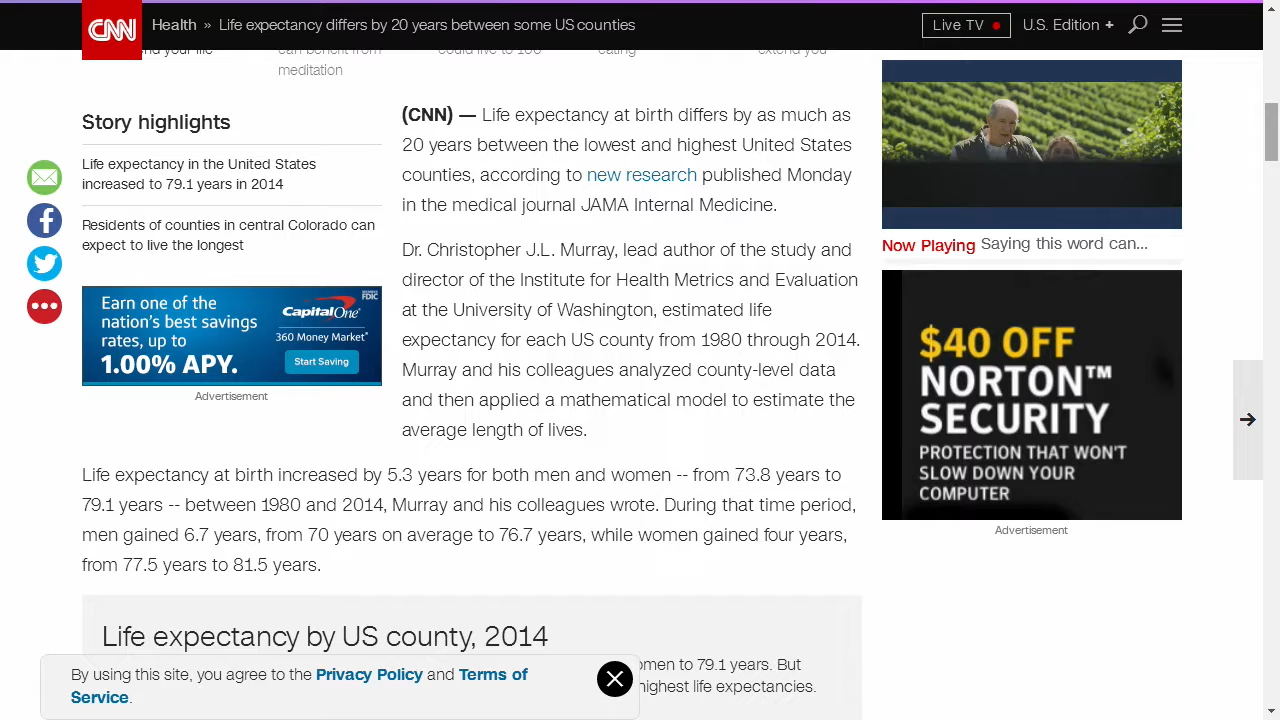 CNN
Health » Life expectancy differs by 20 years between some US counties
Live TV
U.S. Edition +
can benefit from
meditation
could live to 100
eating
extend you
Story highlights
Life expectancy in the United States
increased to 79.1 years in 2014
Residents of counties in central Colorado can
expect to live the longest
Earn one of the
nation's best savings
rates, up to
1.00% APY.
MEMBER
FDIC
Capital One
360 Money Market
Start Saving
Advertisement
(CNN) — Life expectancy at birth differs by as much as
20 years between the lowest and highest United States
counties, according to new research published Monday
in the medical journal JAMA Internal Medicine.
Dr. Christopher J.L. Murray, lead author of the study and
director of the Institute for Health Metrics and Evaluation
at the University of Washington, estimated life
expectancy for each US county from 1980 through 2014.
Murray and his colleagues analyzed county-level data
and then applied a mathematical model to estimate the
average length of lives.
Life expectancy at birth increased by 5.3 years for both men and women -- from 73.8 years to
79.1 years -- between 1980 and 2014, Murray and his colleagues wrote. During that time period,
men gained 6.7 years, from 70 years on average to 76.7 years, while women gained four years,
from 77.5 years to 81.5 years.
Life expectancy by US county, 2014
to 79.1 years. But
highest life expectancies.
By using this site, you agree to the Privacy Policy and Terms of
Service.
Now Playing Saying this word can...
$40 OFF
NORTON™
SECURITY
PROTECTION THAT WON'T
SLOW DOWN YOUR
COMPUTER
Advertisement